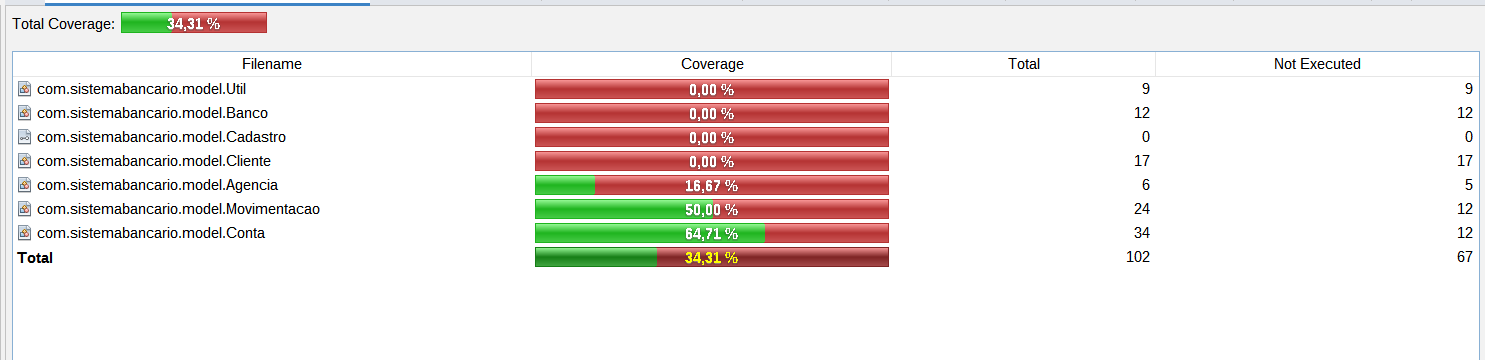 Total Coverage: 34,31 %
Filename Coverage Total Not Executed
com.sistemabancario.model.Util 0,00 % 9 9
com.sistemabancario.model.Banco 0,00 % 12 12
com.sistemabancario.model.Cadastro 0,00 % 0 0
com.sistemabancario.model.Cliente 0,00 % 17 17
com.sistemabancario.model.Agencia 16,67 % 6 5
com.sistemabancario.model.Movimentacao 50,00 % 24 12
com.sistemabancario.model.Conta 64,71 % 34 12
Total 34,31 % 102 67